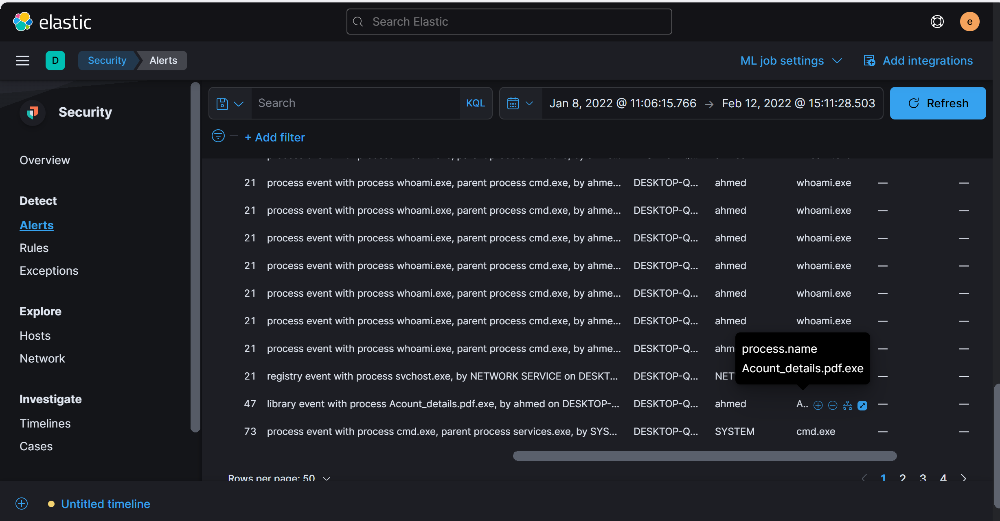 elastic
Search Elastic
e
D
Security
Alerts
ML job settings
Add integrations
Security
Search
KQL
Jan 8, 2022 @ 11:06:15.766 → Feb 12, 2022 @ 15:11:28.503
Refresh
+ Add filter
Overview
Detect
Alerts
Rules
Exceptions
Explore
Hosts
Network
Investigate
Timelines
Cases
21 process event with process whoami.exe, parent process cmd.exe, by ahme... DESKTOP-Q... ahmed whoami.exe — —
21 process event with process whoami.exe, parent process cmd.exe, by ahme... DESKTOP-Q... ahmed whoami.exe — —
21 process event with process whoami.exe, parent process cmd.exe, by ahme... DESKTOP-Q... ahmed whoami.exe — —
21 process event with process whoami.exe, parent process cmd.exe, by ahme... DESKTOP-Q... ahmed whoami.exe — —
21 process event with process whoami.exe, parent process cmd.exe, by ahme... DESKTOP-Q... ahmed whoami.exe — —
21 process event with process whoami.exe, parent process cmd.exe, by ahme... DESKTOP-Q... ahmed whoami.exe — —
21 process event with process whoami.exe, parent process cmd.exe, by ahme... DESKTOP-Q... ahm —
process.name
Acount_details.pdf.exe
21 registry event with process svchost.exe, by NETWORK SERVICE on DESKT... DESKTOP-Q... NET — —
47 library event with process Acount_details.pdf.exe, by ahmed on DESKTOP-... DESKTOP-Q... ahmed A.. — —
73 process event with process cmd.exe, parent process services.exe, by SYS... DESKTOP-Q... SYSTEM cmd.exe — —
Rows per page: 50
1 2 3 4
Untitled timeline